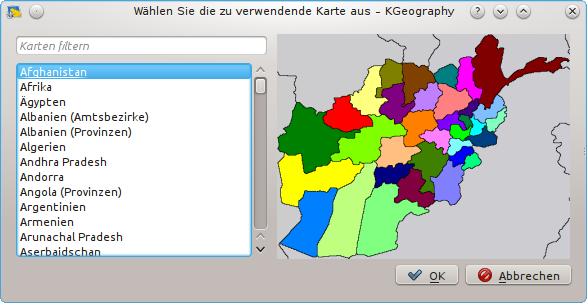 Wählen Sie die zu verwendende Karte aus – KGeography
Karten filtern
Afghanistan
Afrika
Ägypten
Albanien (Amtsbezirke)
Albanien (Provinzen)
Algerien
Andhra Pradesh
Andorra
Angola (Provinzen)
Argentinien
Armenien
Arunachal Pradesh
Aserbaidschan
OK
Abbrechen